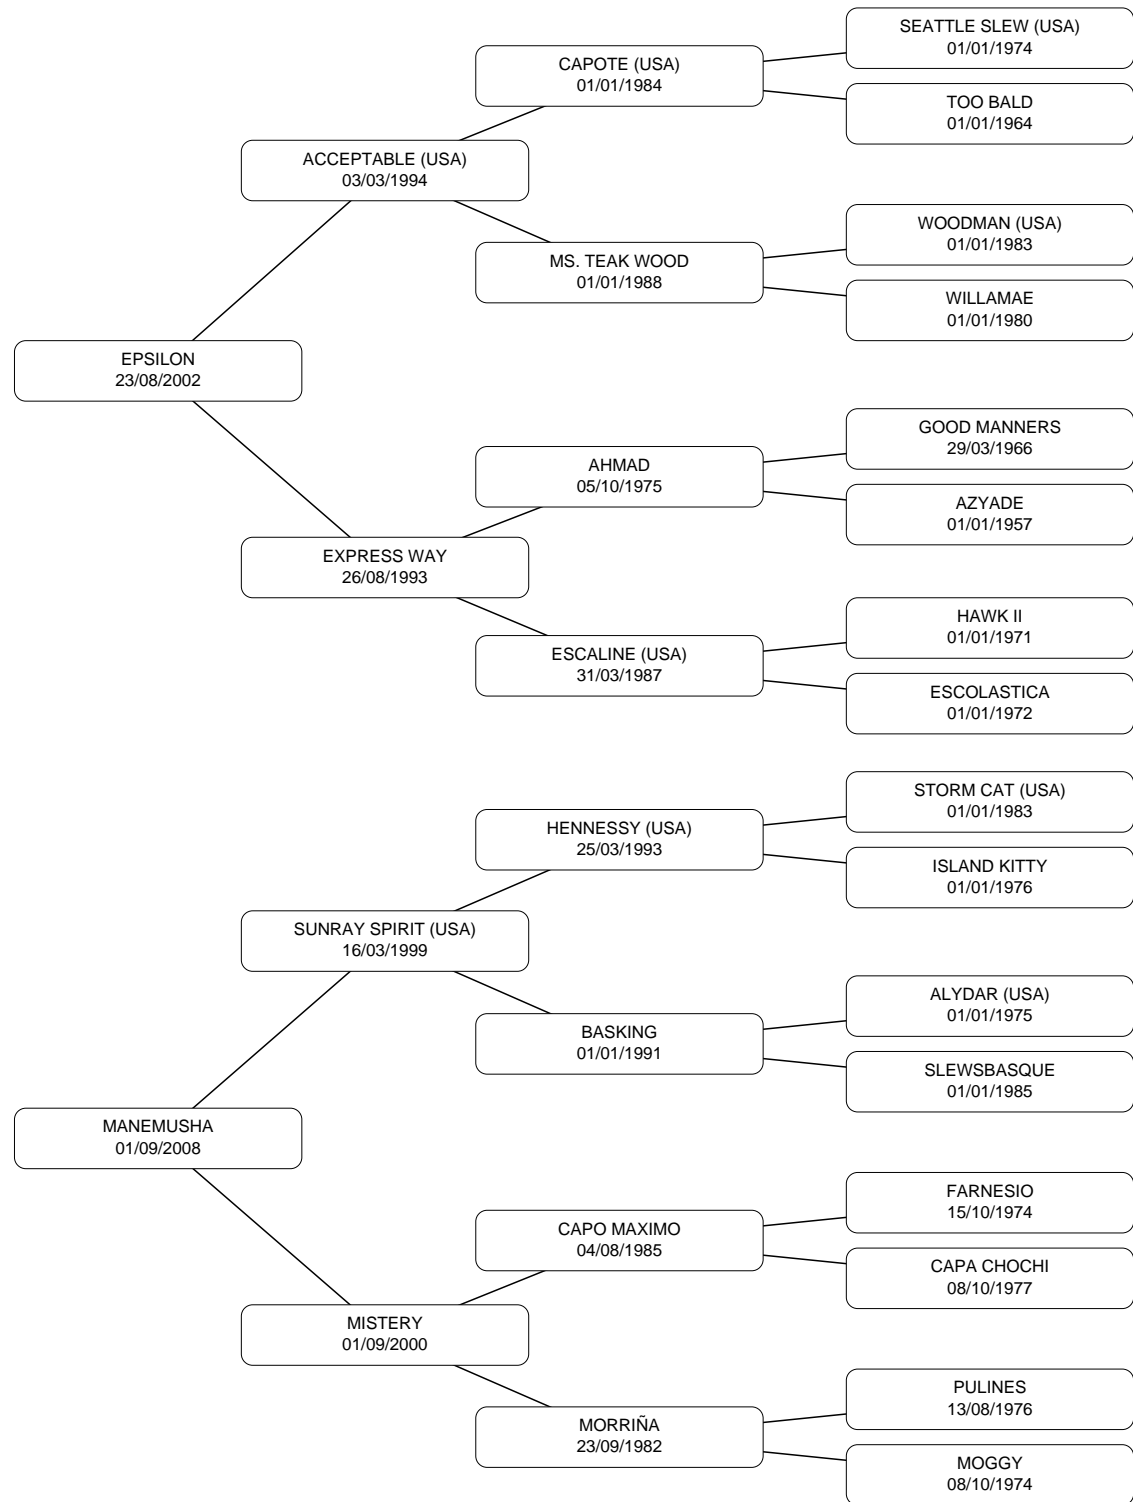 SEATTLE SLEW (USA)
01/01/1974
CAPOTE (USA)
01/01/1984
TOO BALD
01/01/1964
ACCEPTABLE (USA)
03/03/1994
WOODMAN (USA)
01/01/1983
MS. TEAK WOOD
01/01/1988
WILLAMAE
01/01/1980
EPSILON
23/08/2002
GOOD MANNERS
29/03/1966
AHMAD
05/10/1975
AZYADE
01/01/1957
EXPRESS WAY
26/08/1993
HAWK II
01/01/1971
ESCALINE (USA)
31/03/1987
ESCOLASTICA
01/01/1972
STORM CAT (USA)
01/01/1983
HENNESSY (USA)
25/03/1993
ISLAND KITTY
01/01/1976
SUNRAY SPIRIT (USA)
16/03/1999
ALYDAR (USA)
01/01/1975
BASKING
01/01/1991
SLEWSBASQUE
01/01/1985
MANEMUSHA
01/09/2008
FARNESIO
15/10/1974
CAPO MAXIMO
04/08/1985
CAPA CHOCHI
08/10/1977
MISTERY
01/09/2000
PULINES
13/08/1976
MORRIÑA
23/09/1982
MOGGY
08/10/1974